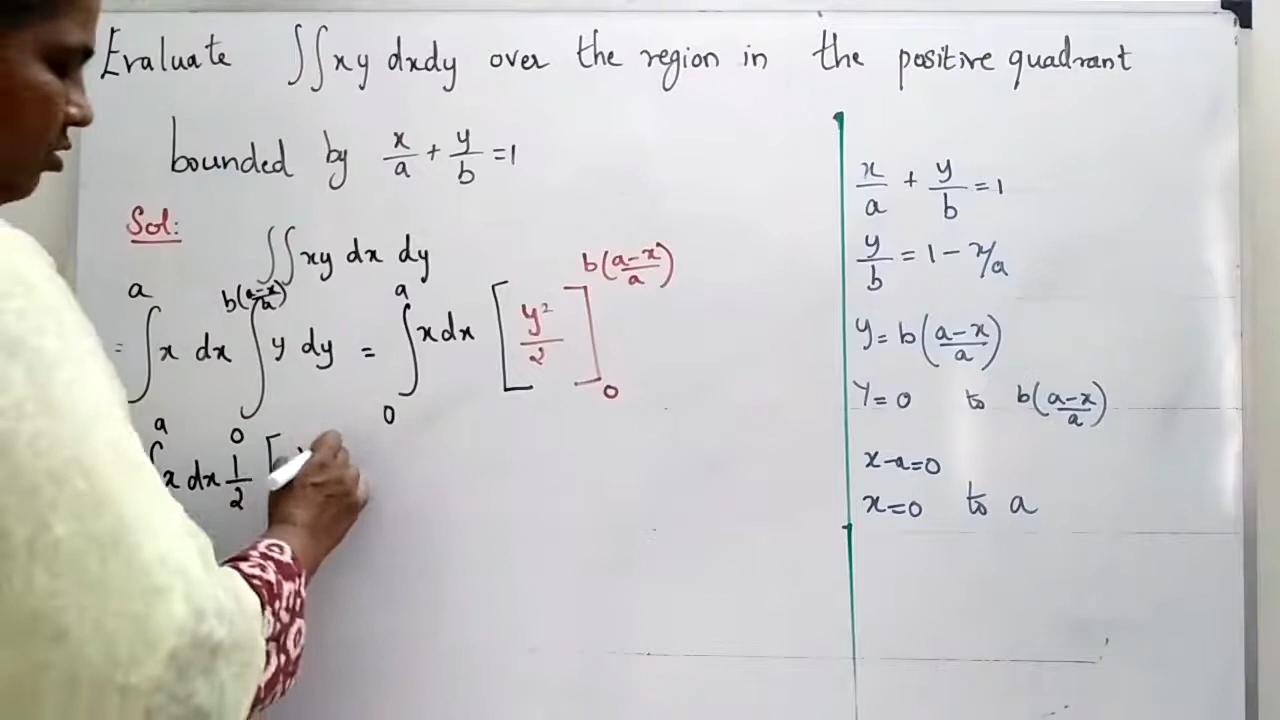 Evaluate ∫∫ xy dxdy over the region in the positive quadrant
bounded by x/a + y/b = 1
Sol:
∫∫ xy dx dy
= ∫ᵃ x dx ∫₀^{b(a-x/a)} y dy = ∫₀ᵃ x dx [y²/2]₀^{b(a-x/a)}
∫ᵃ x dx 1/2 [
x/a + y/b = 1
y/b = 1 - x/a
y = b(a-x/a)
Y = 0 to b(a-x/a)
x-a=0
x=0 to a